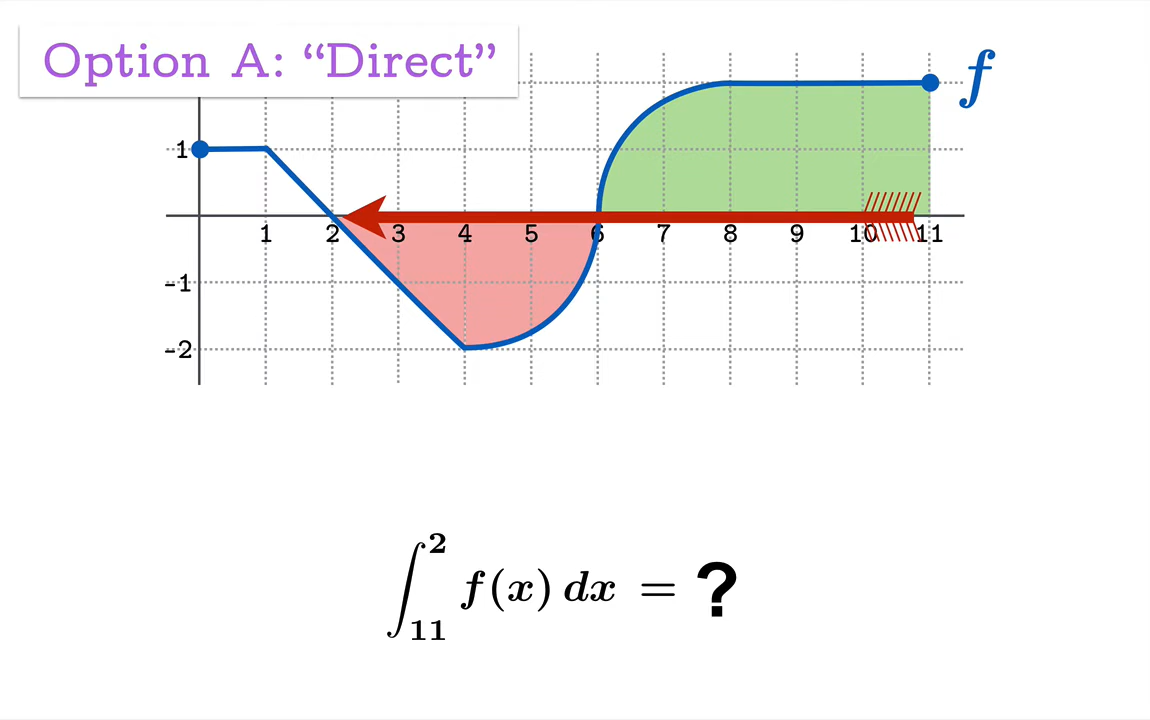 Option A: “Direct”
f
1
1 2 3 4 5 6 7 8 9 10 11
-1
-2
∫₁₁² f(x) dx = ?